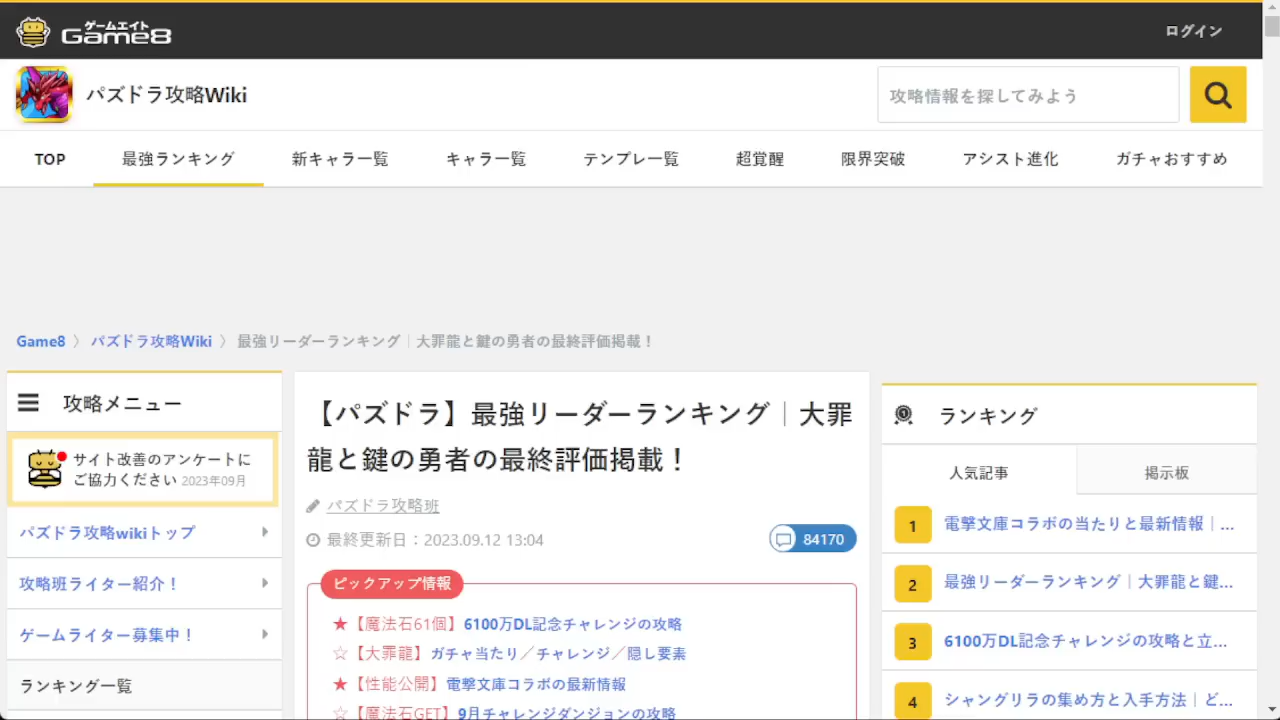 ゲームエイト
Game8
ログイン
パズドラ攻略Wiki
攻略情報を探してみよう
TOP
最強ランキング
新キャラ一覧
キャラ一覧
テンプレ一覧
超覚醒
限界突破
アシスト進化
ガチャおすすめ
Game8 〉 パズドラ攻略Wiki 〉 最強リーダーランキング｜大罪龍と鍵の勇者の最終評価掲載！
攻略メニュー
サイト改善のアンケートに
ご協力ください 2023年09月
パズドラ攻略wikiトップ
攻略班ライター紹介！
ゲームライター募集中！
ランキング一覧
【パズドラ】最強リーダーランキング｜大罪
龍と鍵の勇者の最終評価掲載！
パズドラ攻略班
最終更新日：2023.09.12 13:04
84170
ピックアップ情報
★【魔法石61個】6100万DL記念チャレンジの攻略
☆【大罪龍】ガチャ当たり／チャレンジ／隠し要素
★【性能公開】電撃文庫コラボの最新情報
☆【魔法石GET】9月チャレンジダンジョンの攻略
ランキング
人気記事
掲示板
1 電撃文庫コラボの当たりと最新情報｜...
2 最強リーダーランキング｜大罪龍と鍵...
3 6100万DL記念チャレンジの攻略と立...
4 シャングリラの集め方と入手方法｜ど...